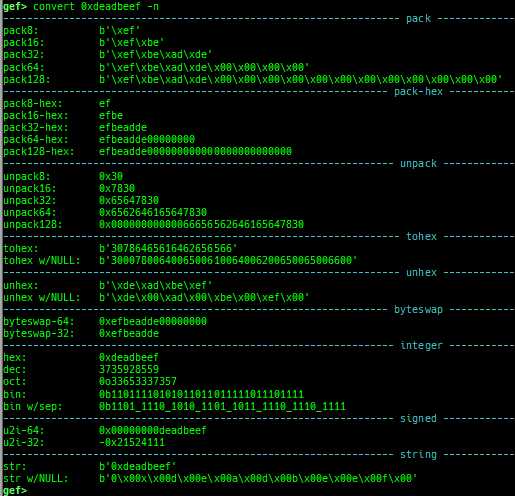 gef> convert 0xdeadbeef -n
pack
pack8: b'\xef'
pack16: b'\xef\xbe'
pack32: b'\xef\xbe\xad\xde'
pack64: b'\xef\xbe\xad\xde\x00\x00\x00\x00'
pack128: b'\xef\xbe\xad\xde\x00\x00\x00\x00\x00\x00\x00\x00\x00\x00\x00\x00'
pack-hex
pack8-hex: ef
pack16-hex: efbe
pack32-hex: efbeadde
pack64-hex: efbeadde00000000
pack128-hex: efbeadde000000000000000000000000
unpack
unpack8: 0x30
unpack16: 0x7830
unpack32: 0x65647830
unpack64: 0x6562646165647830
unpack128: 0x00000000000066656562646165647830
tohex
tohex: b'30786465616462656566'
tohex w/NULL: b'3000780064006500610064006200650065006600'
unhex
unhex: b'\xde\xad\xbe\xef'
unhex w/NULL: b'\xde\x00\xad\x00\xbe\x00\xef\x00'
byteswap
byteswap-64: 0xefbeadde00000000
byteswap-32: 0xefbeadde
integer
hex: 0xdeadbeef
dec: 3735928559
oct: 0o33653337357
bin: 0b11011110101011011011111011101111
bin w/sep: 0b1101_1110_1010_1101_1011_1110_1110_1111
signed
u2i-64: 0x00000000deadbeef
u2i-32: -0x21524111
string
str: b'0xdeadbeef'
str w/NULL: b'0\x00x\x00d\x00e\x00a\x00d\x00b\x00e\x00e\x00f\x00'
gef>